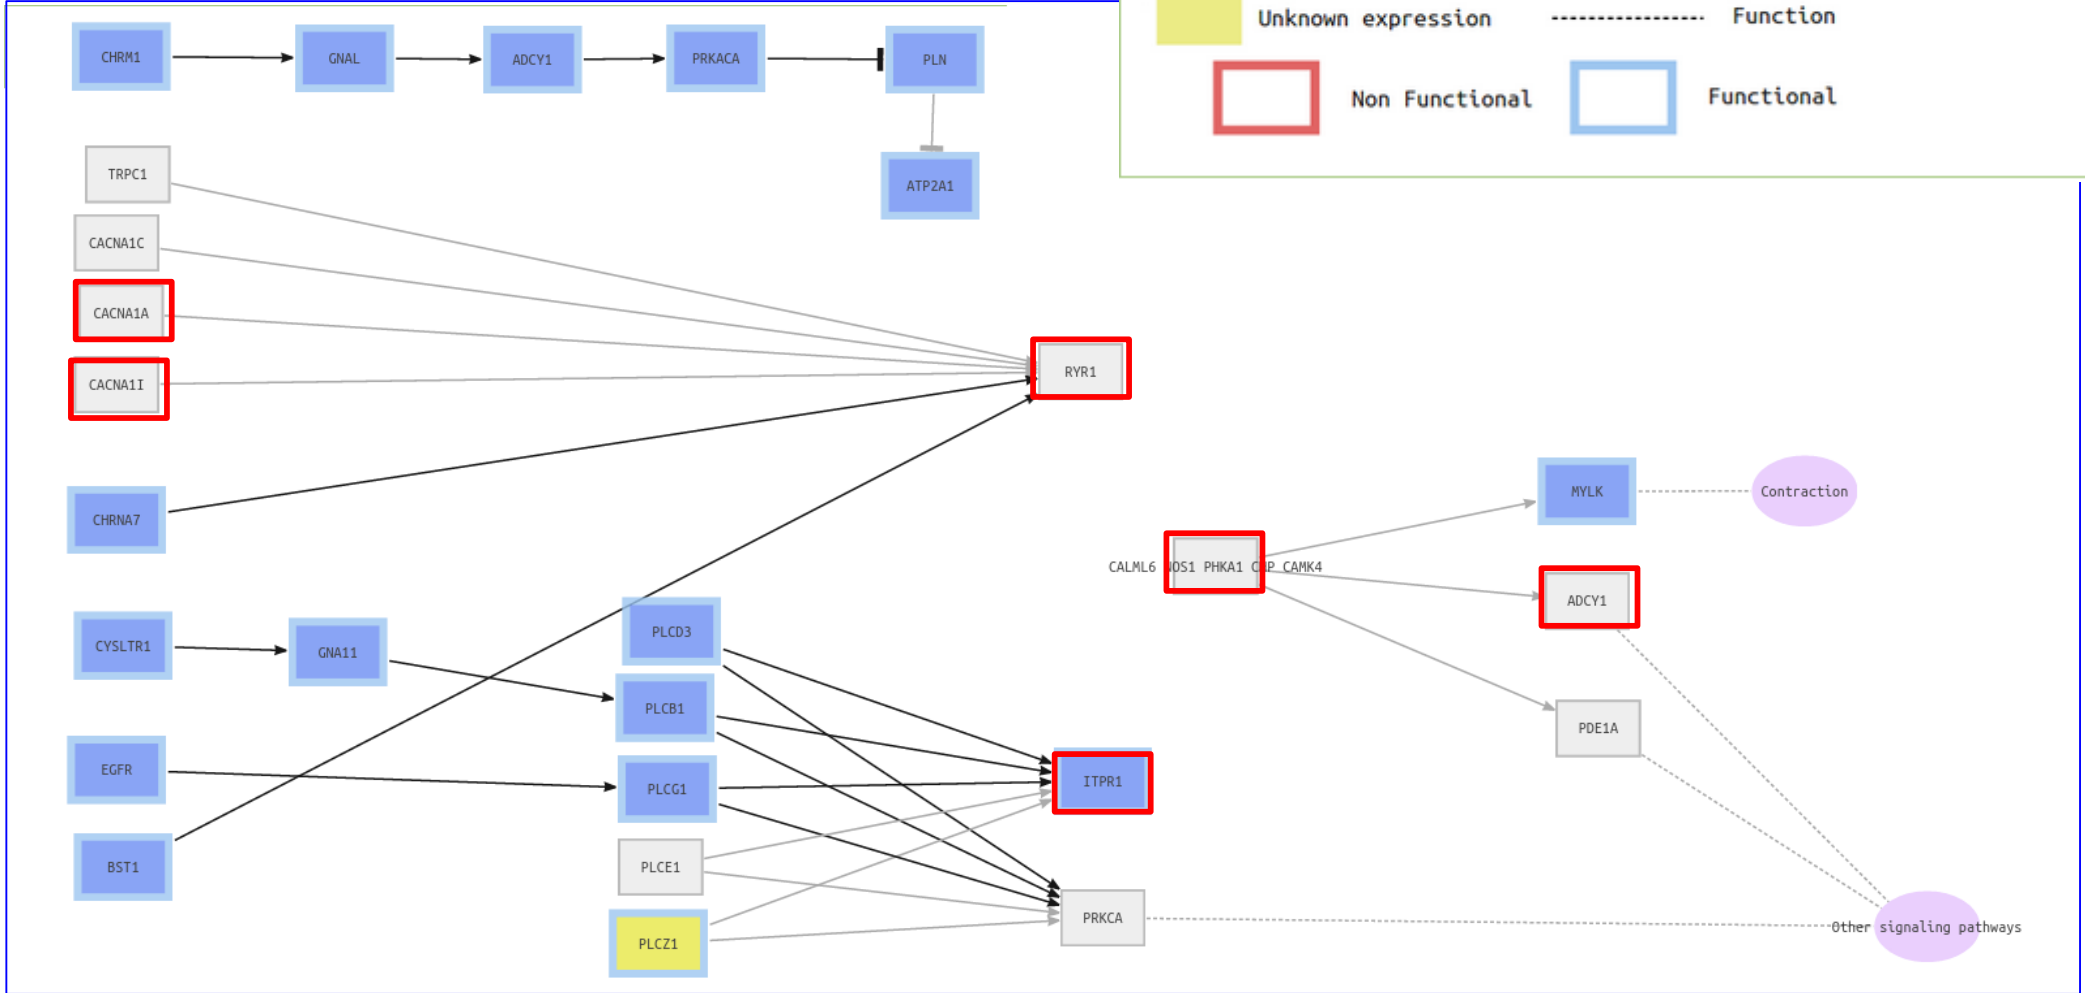 Unknown expression
Function
Non Functional
Functional
CHRM1
GNAL
ADCY1
PRKACA
PLN
ATP2A1
TRPC1
CACNA1C
CACNA1A
CACNA1I
RYR1
CHRNA7
MYLK
Contraction
CALML6 NOS1 PHKA1 CNP CAMK4
ADCY1
PDE1A
CYSLTR1
GNA11
PLCD3
PLCB1
EGFR
PLCG1
ITPR1
BST1
PLCE1
PLCZ1
PRKCA
Other signaling pathways